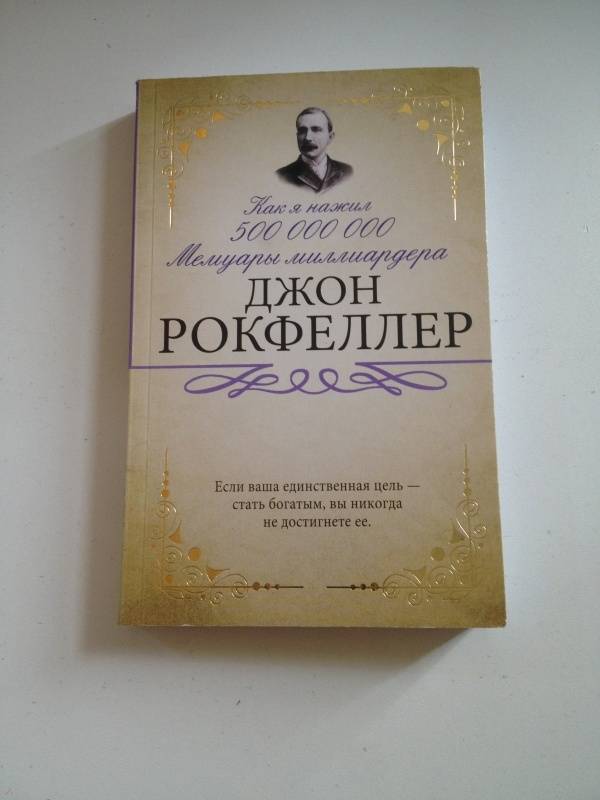 Как я нажил
500 000 000
Мемуары миллиардера
ДЖОН
РОКФЕЛЛЕР
Если ваша единственная цель —
стать богатым, вы никогда
не достигнете ее.